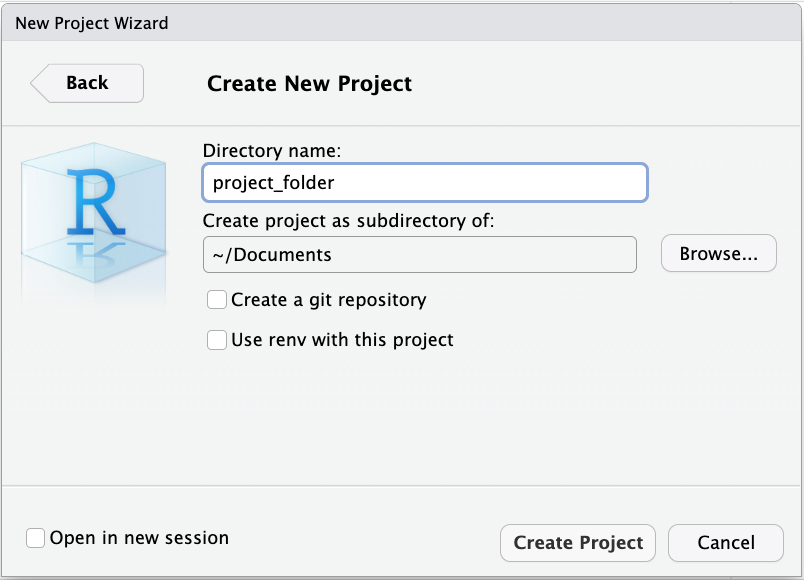 New Project Wizard
Back
Create New Project
R
Directory name:
project_folder
Create project as subdirectory of:
~/Documents
Browse...
Create a git repository
Use renv with this project
Open in new session
Create Project
Cancel